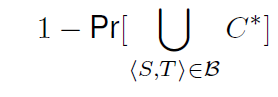 1 − Pr[ ⋃ C*]
⟨S,T⟩∈ℬ